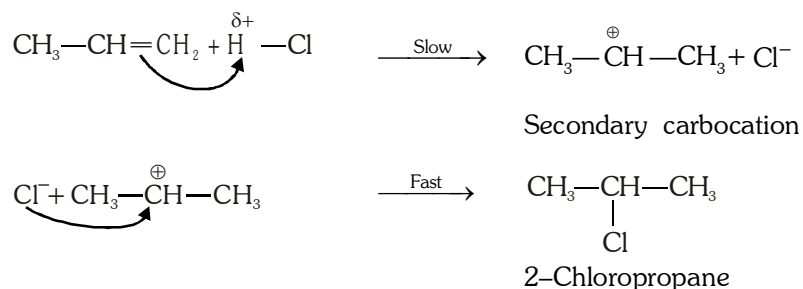 CH₃—CH=CH₂ + H^δ+ —Cl —Slow→ CH₃—CH^⊕—CH₃ + Cl⁻
Secondary carbocation
Cl⁻ + CH₃—CH^⊕—CH₃ —Fast→ CH₃—CH—CH₃
Cl
2–Chloropropane